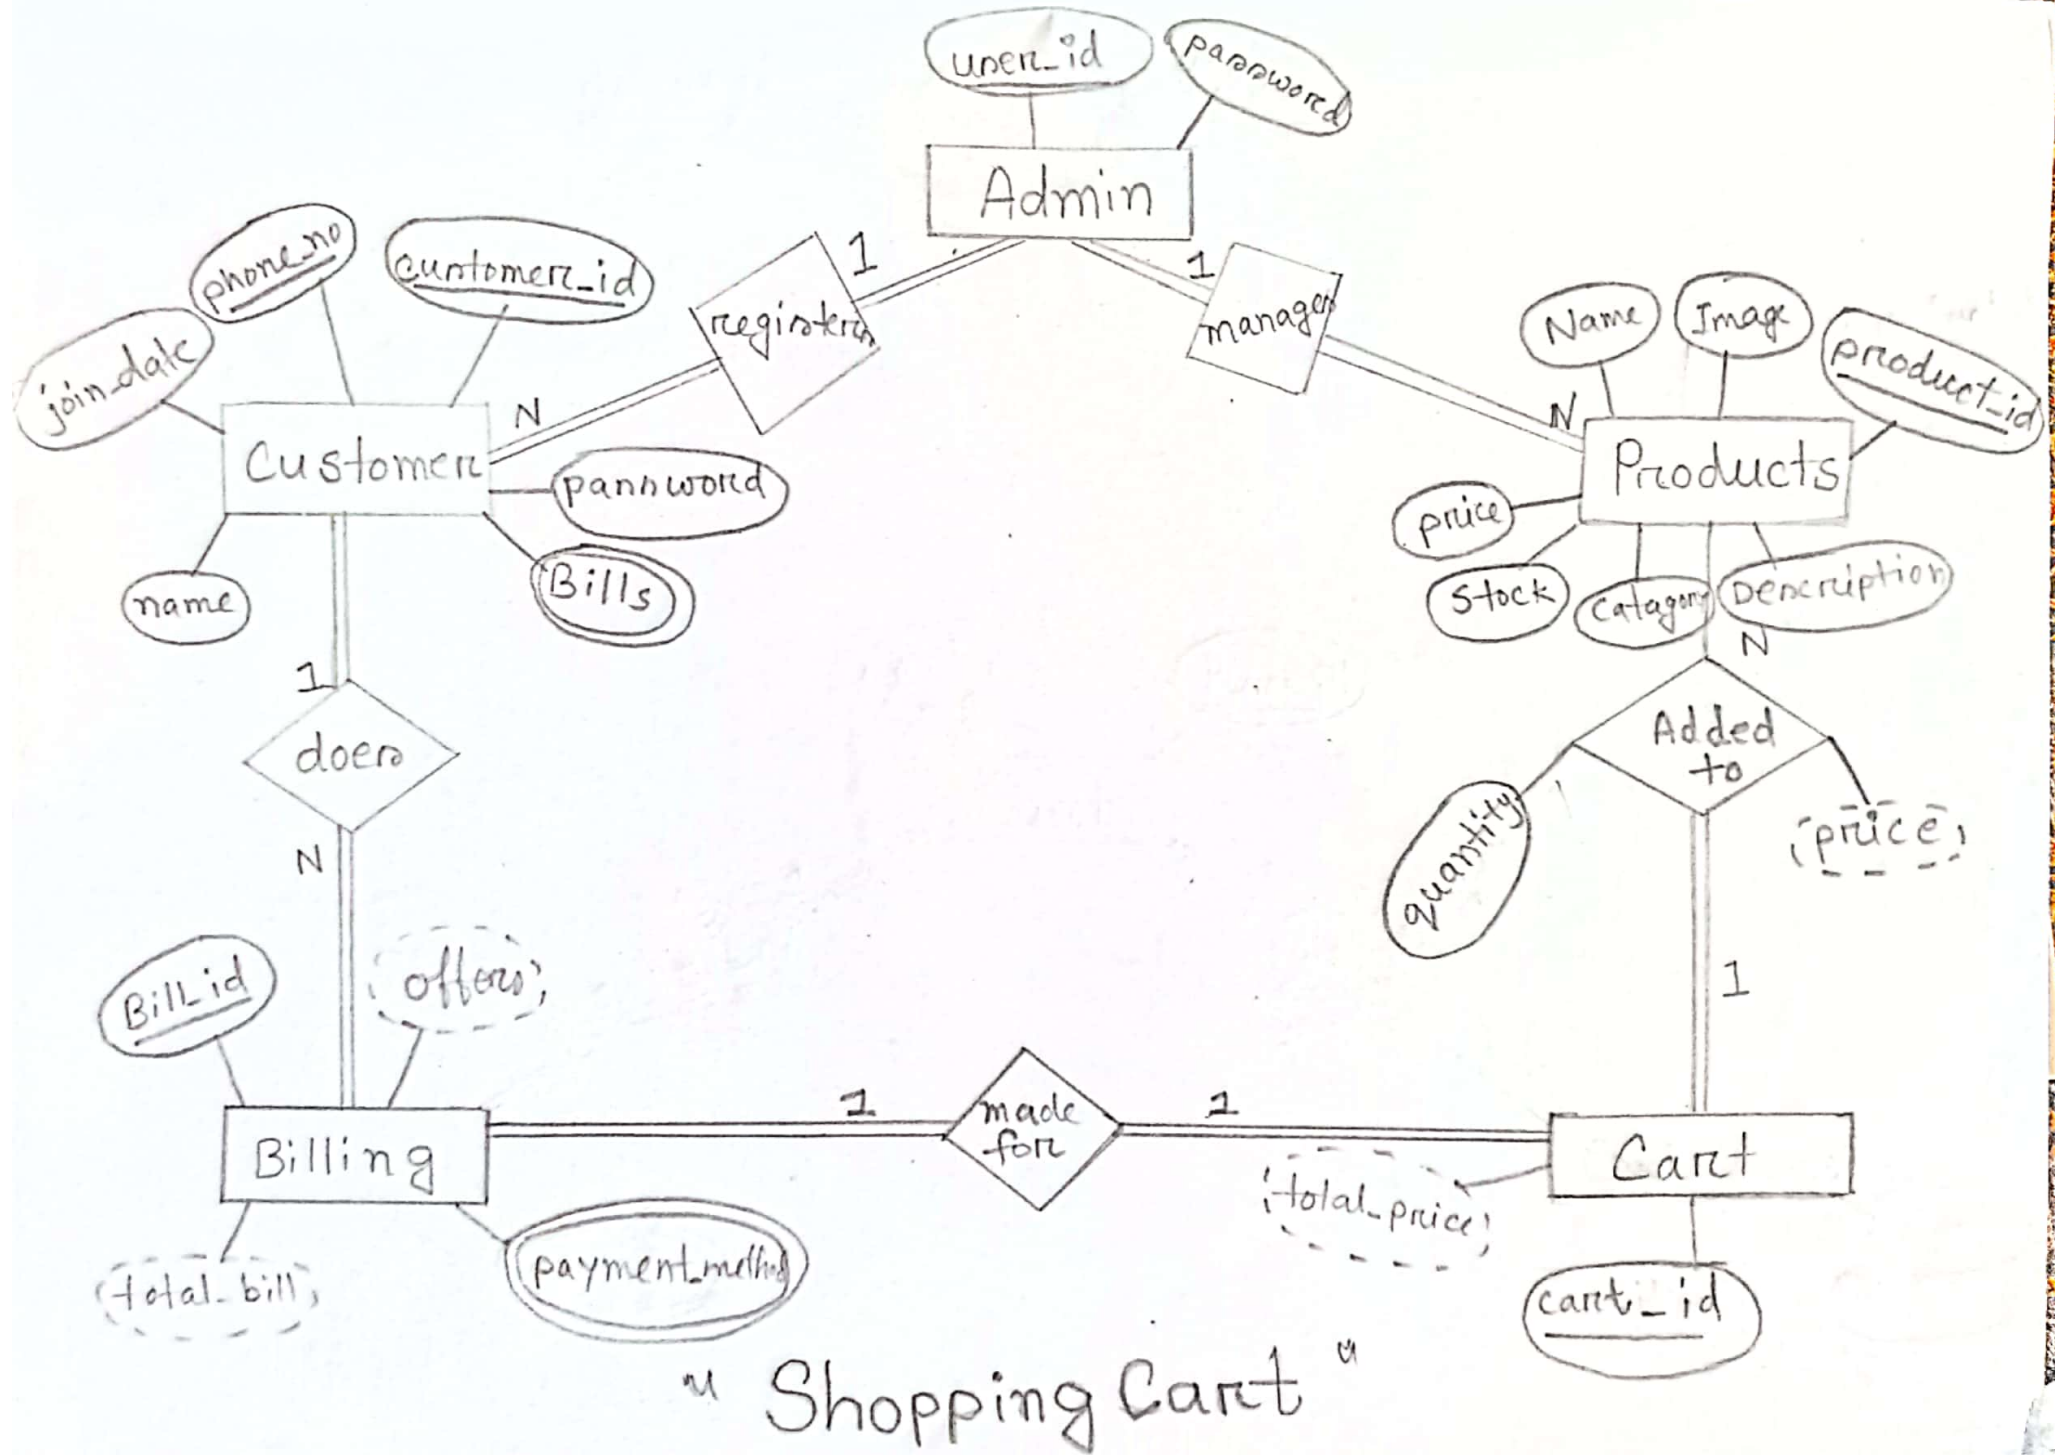 user_id
password
Admin
phone_no
customer_id
join_date
1
registers
1
manages
Name
Image
product_id
N
N
Customer
password
Products
price
name
Bills
Stock
Catagory
Description
1
N
does
Added
to
N
quantity
price
Bill_id
offers
1
Billing
1
made
for
1
Cart
total_price
total_bill
payment_method
cart_id
" Shopping Cart "